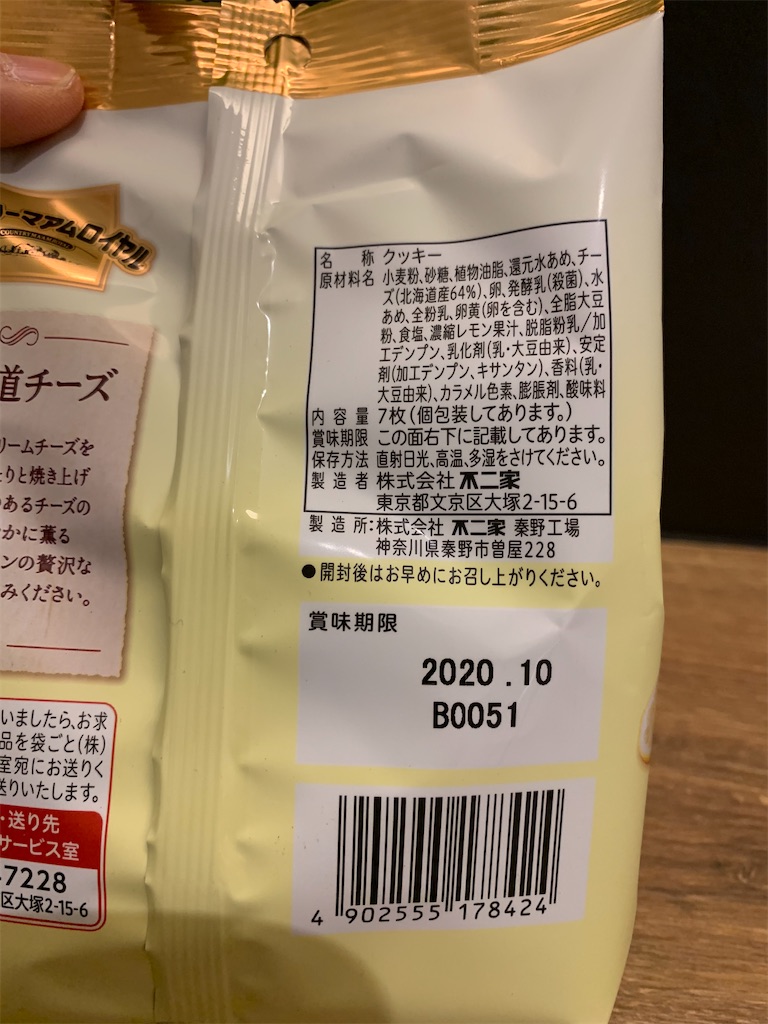 ーマアムロイヤル
COUNTRY MA'AM ROYAL
道チーズ
リームチーズを
たりと焼き上げ
のあるチーズの
やかに薫る
ンの贅沢な
みください。
いましたら、お求
品を袋ごと(株)
室宛にお送りく
送りいたします。
・送り先
サービス室
7228
区大塚2-15-6
名 称 クッキー
原材料名 小麦粉、砂糖、植物油脂、還元水あめ、チー
ズ(北海道産64%)、卵、発酵乳(殺菌)、水
あめ、全粉乳、卵黄(卵を含む)、全脂大豆
粉、食塩、濃縮レモン果汁、脱脂粉乳/加
工デンプン、乳化剤(乳・大豆由来)、安定
剤(加工デンプン、キサンタン)、香料(乳・
大豆由来)、カラメル色素、膨脹剤、酸味料
内容量 7枚(個包装してあります。)
賞味期限 この面右下に記載してあります。
保存方法 直射日光、高温、多湿をさけてください。
製造者 株式会社 不二家
東京都文京区大塚2-15-6
製造所:株式会社 不二家 秦野工場
神奈川県秦野市曽屋228
●開封後はお早めにお召し上がりください。
賞味期限
2020.10
B0051
4 902555 178424